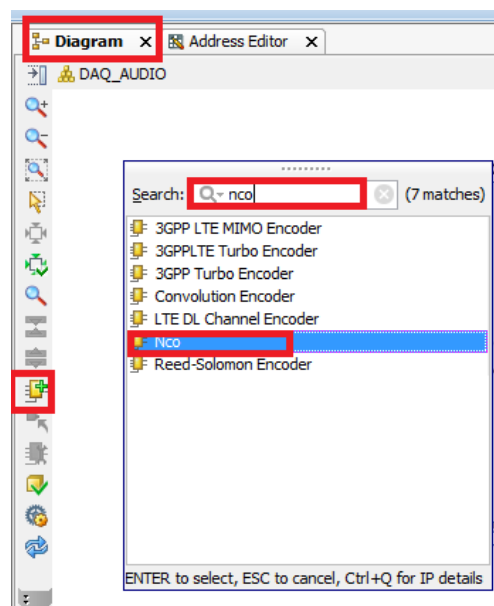 Diagram x Address Editor x
DAQ_AUDIO
Search: nco (7 matches)
3GPP LTE MIMO Encoder
3GPPLTE Turbo Encoder
3GPP Turbo Encoder
Convolution Encoder
LTE DL Channel Encoder
Nco
Reed-Solomon Encoder
ENTER to select, ESC to cancel, Ctrl+Q for IP details